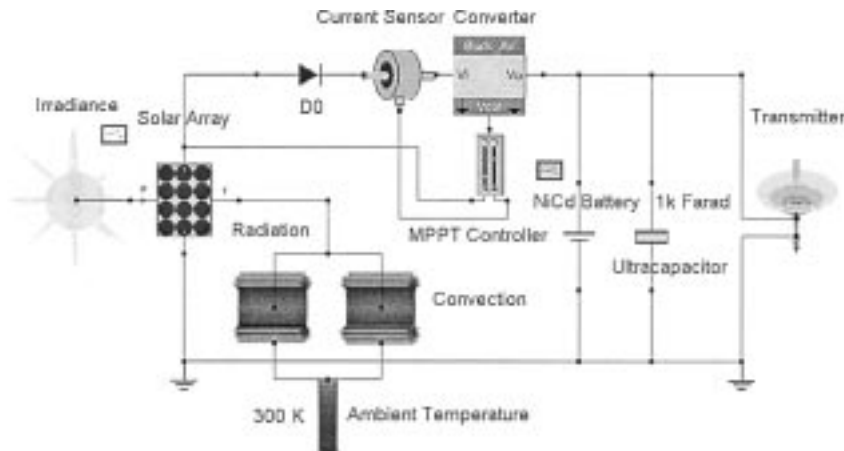 Current Sensor Converter
Vi
D0
Irradiance
Solar Array
Transmitter
NiCd Battery
1k Farad
Radiation
MPPT Controller
Ultracapacitor
Convection
300 K
Ambient Temperature